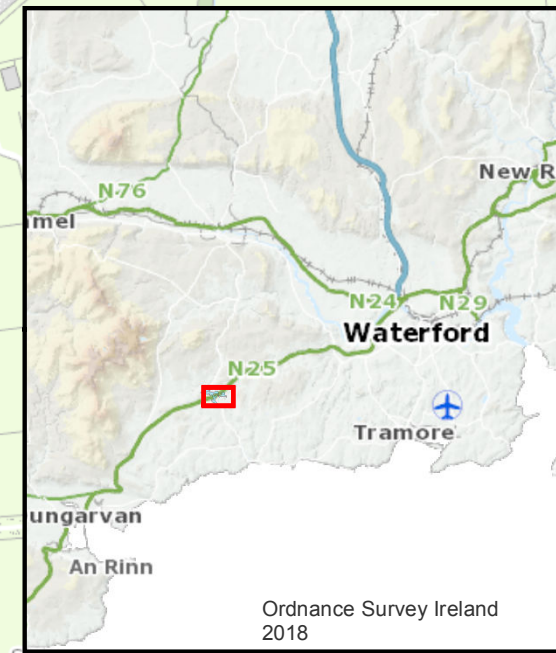 New R
N76
mel
N24
N29
Waterford
N25
Tramore
ungarvan
An Rinn
Ordnance Survey Ireland
2018